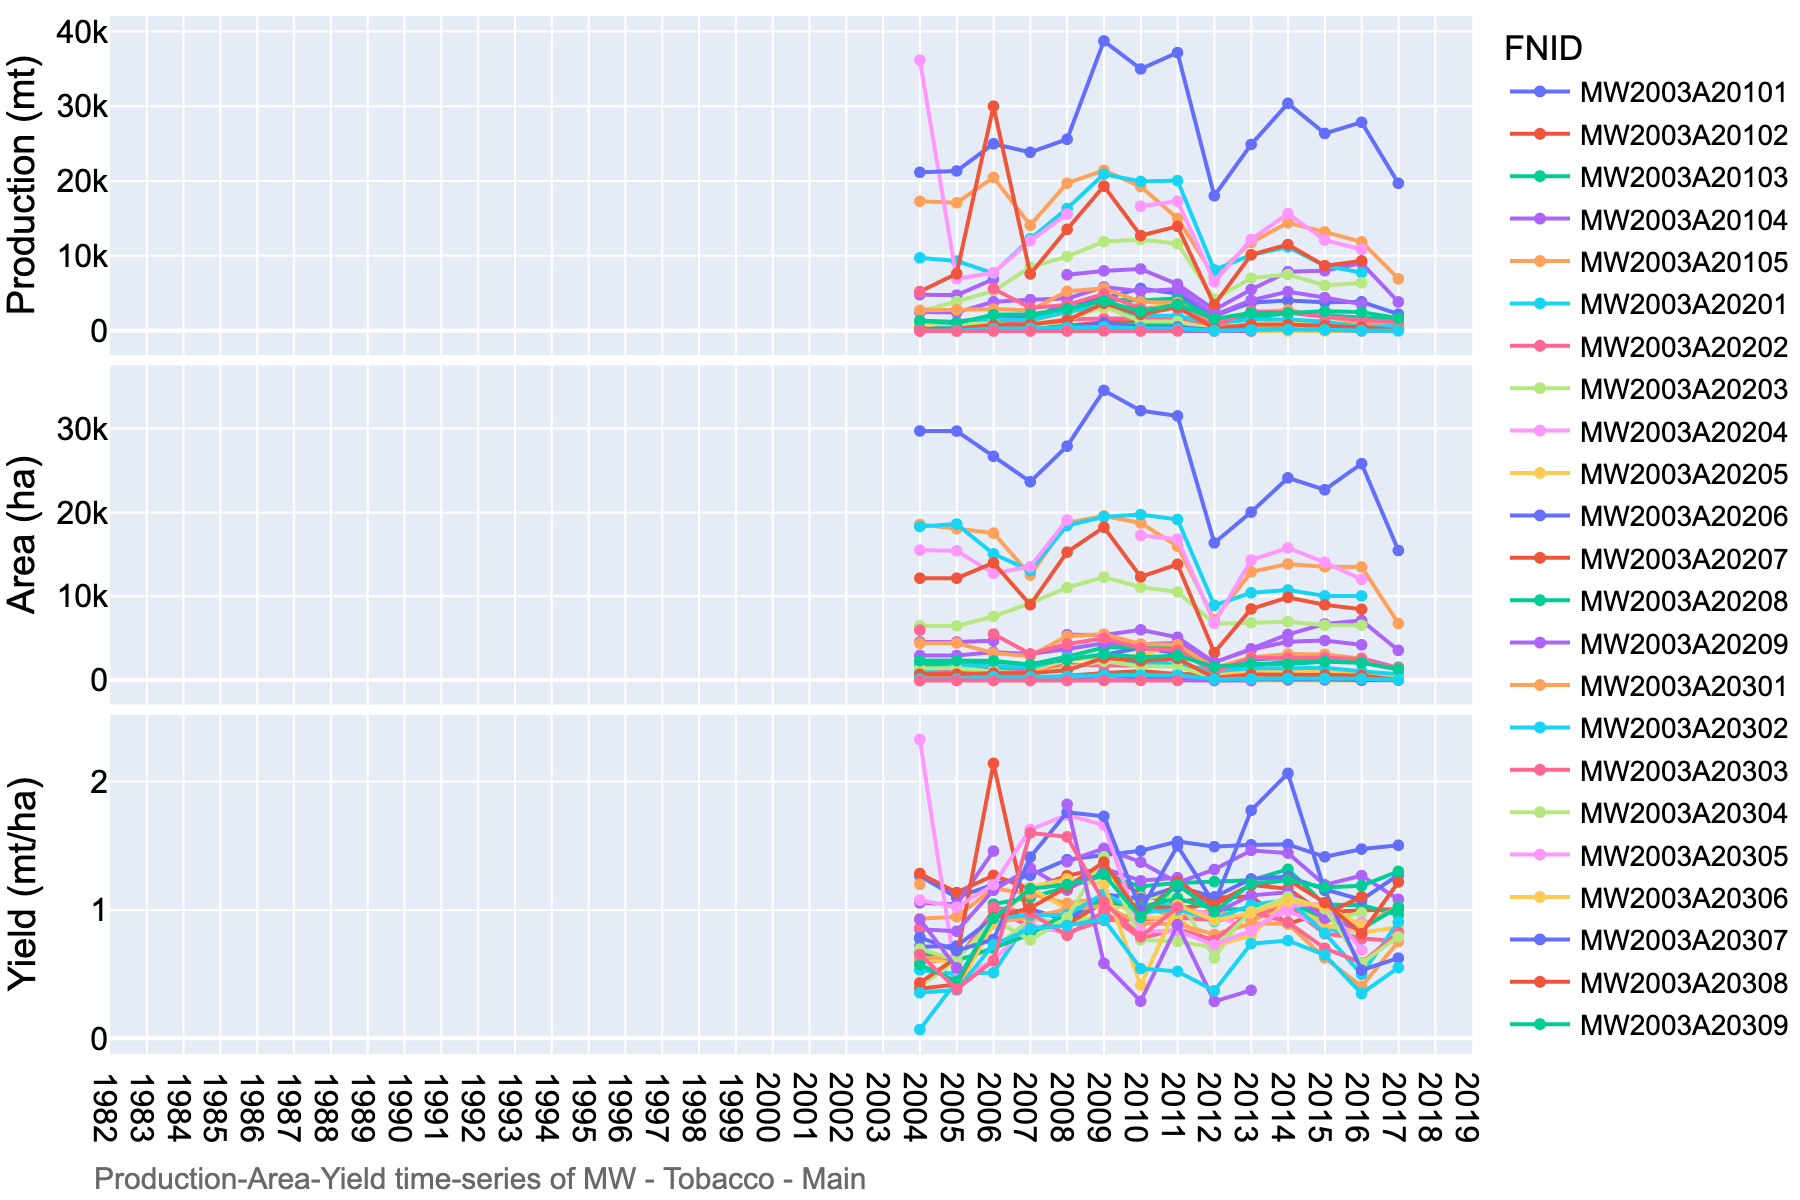 Production (mt)
40k
30k
20k
10k
0
Area (ha)
30k
20k
10k
0
Yield (mt/ha)
2
1
0
1982
1983
1984
1985
1986
1987
1988
1989
1990
1991
1992
1993
1994
1995
1996
1997
1998
1999
2000
2001
2002
2003
2004
2005
2006
2007
2008
2009
2010
2011
2012
2013
2014
2015
2016
2017
2018
2019
FNID
MW2003A20101
MW2003A20102
MW2003A20103
MW2003A20104
MW2003A20105
MW2003A20201
MW2003A20202
MW2003A20203
MW2003A20204
MW2003A20205
MW2003A20206
MW2003A20207
MW2003A20208
MW2003A20209
MW2003A20301
MW2003A20302
MW2003A20303
MW2003A20304
MW2003A20305
MW2003A20306
MW2003A20307
MW2003A20308
MW2003A20309
Production-Area-Yield time-series of MW - Tobacco - Main